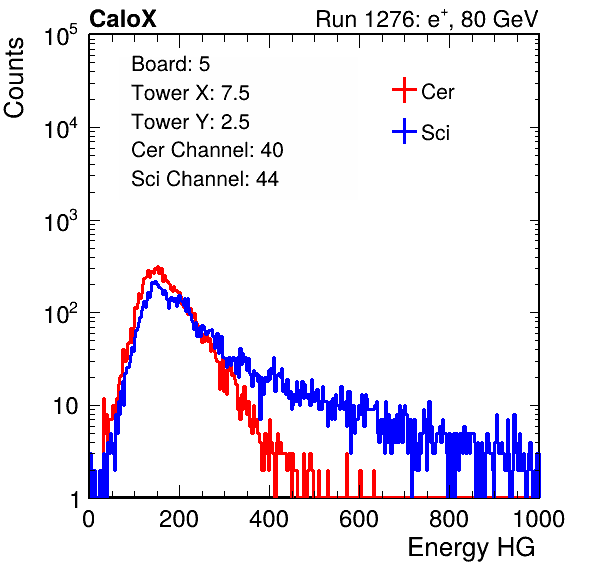 CaloX Run 1276: e⁺, 80 GeV
Counts
10⁵
10⁴
10³
10²
10
1
Board: 5
Tower X: 7.5
Tower Y: 2.5
Cer Channel: 40
Sci Channel: 44
Cer
Sci
0 200 400 600 800 1000
Energy HG